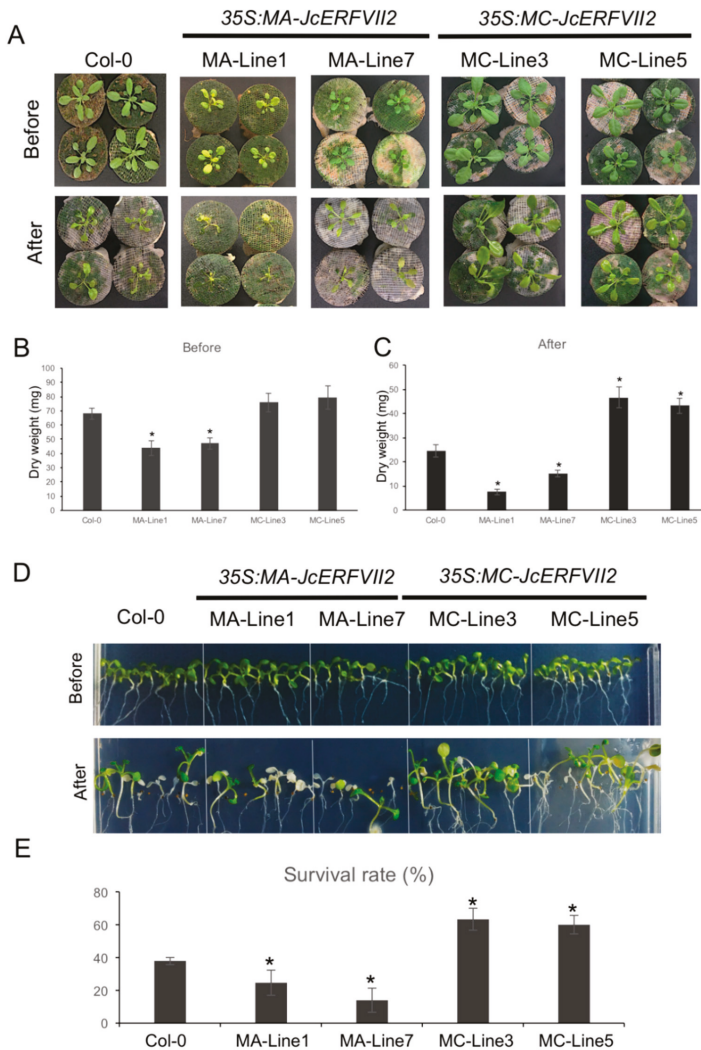 A
35S:MA-JcERFVII2 35S:MC-JcERFVII2
Col-0 MA-Line1 MA-Line7 MC-Line3 MC-Line5
Before
After
B
Before
Dry weight (mg)
100
90
80
70
60
50
40
30
20
10
0
* *
Col-0 MA-Line1 MA-Line7 MC-Line3 MC-Line5
C
After
Dry weight (mg)
60
50
40
30
20
10
0
* * * *
Col-0 MA-Line1 MA-Line7 MC-Line3 MC-Line5
D
35S:MA-JcERFVII2 35S:MC-JcERFVII2
Col-0 MA-Line1 MA-Line7 MC-Line3 MC-Line5
Before
After
E
Survival rate (%)
80
60
40
20
0
* * * *
Col-0 MA-Line1 MA-Line7 MC-Line3 MC-Line5